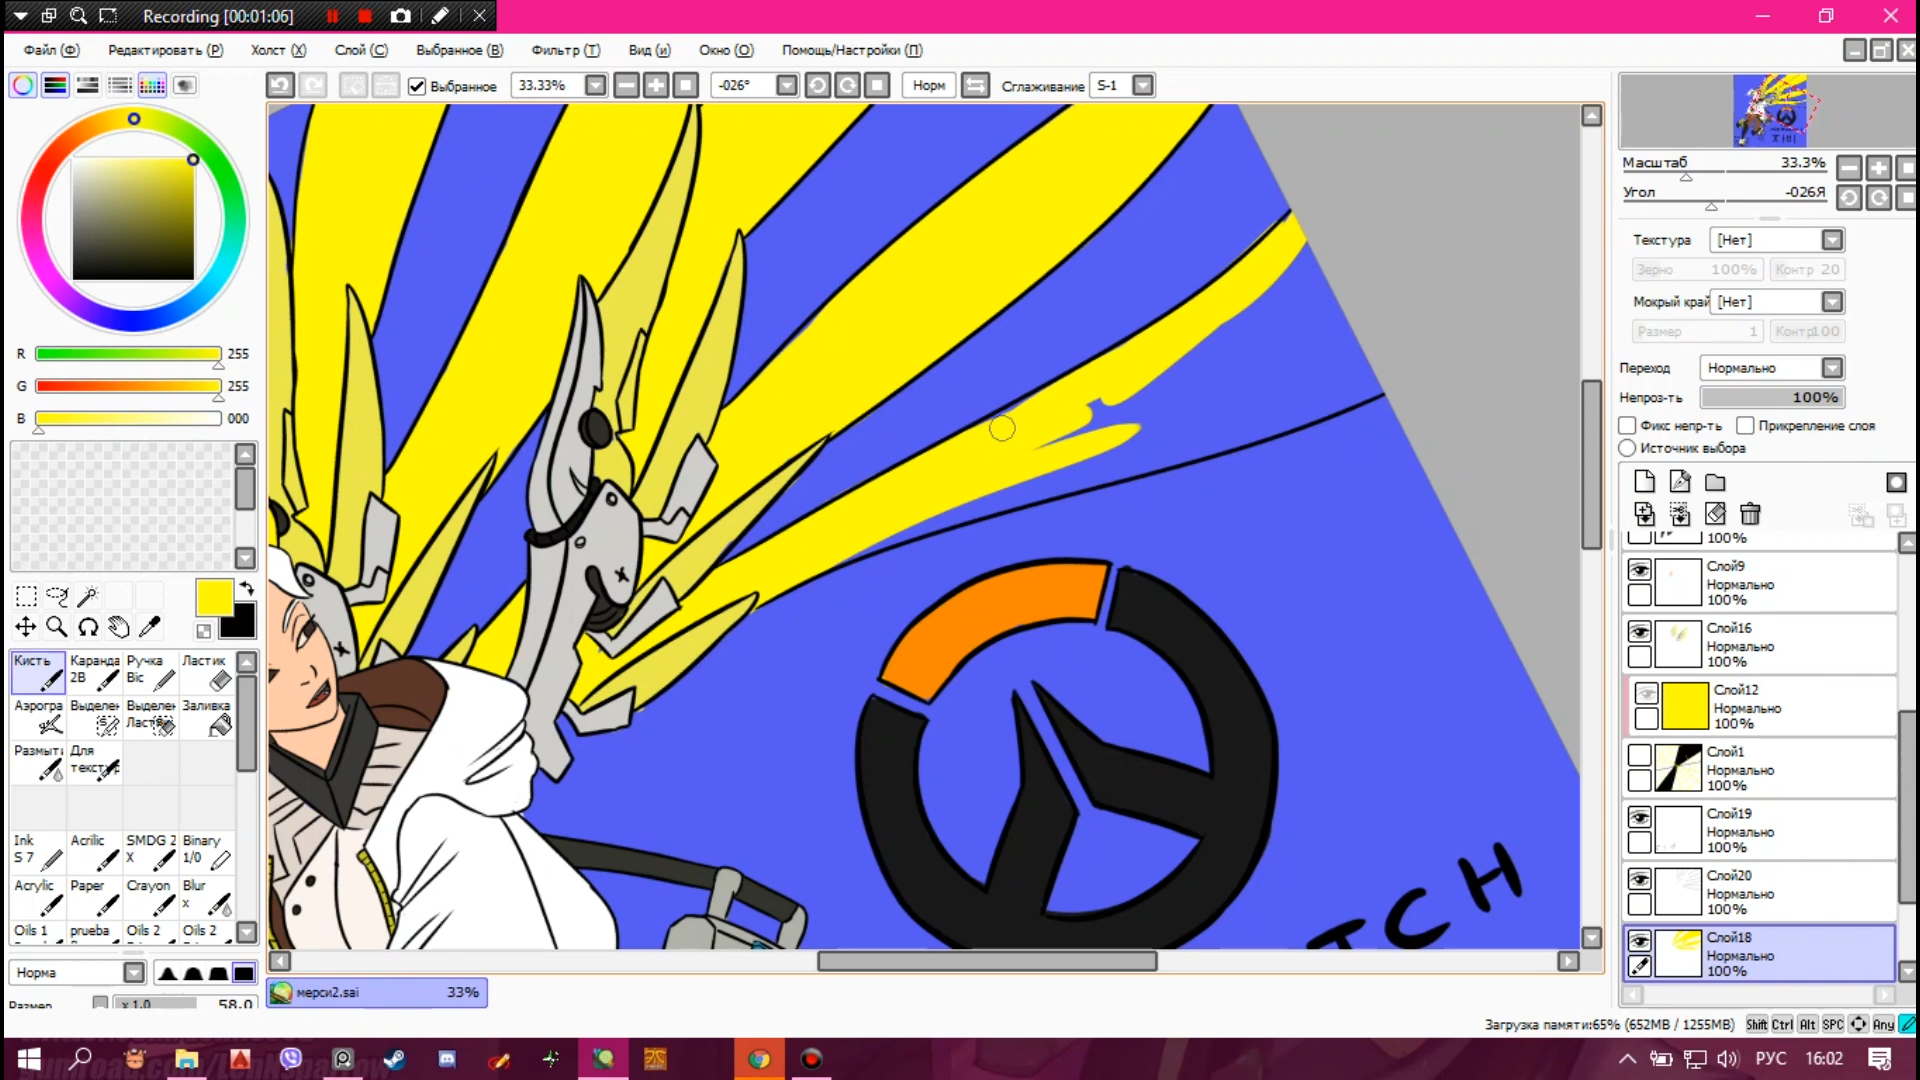 Recording [00:01:06]
Файл (Ф) Редактировать (Р) Холст (Х) Слой (С) Выбранное (В) Фильтр (Т) Вид (и) Окно (О) Помощь/Настройки (П)
Выбранное 33.33% -026° Норм Сглаживание S-1
Масштаб 33.3%
Угол -026Я
Текстура [Нет]
Зерно 100% Контр 20
Мокрый край [Нет]
Размер 1 Контр100
Переход Нормально
Непроз-ть 100%
Фикс непр-ть Прикрепление слоя
Источник выбора
R 255
G 255
B 000
100%
Слой9
Нормально
100%
Слой16
Нормально
100%
Слой12
Нормально
100%
Слой1
Нормально
100%
Слой19
Нормально
100%
Слой20
Нормально
100%
Слой18
Нормально
100%
Кисть Каранда 2B Ручка Bic Ластик
Аэрогра Выделен Выделен Ласт Заливка
Размыт Для текст
Ink S 7 Acrilic SMDG 2 X Binary 1/0
Acrylic Paper Crayon Blur x
Oils 1 prueba Oils 2 Oils 2
Норма
Размер x 1.0 58.0
TCH
мерси2.sai 33%
Загрузка памяти:65% (652MB / 1255MB) Shift Ctrl Alt SPC Any
РУС 16:02